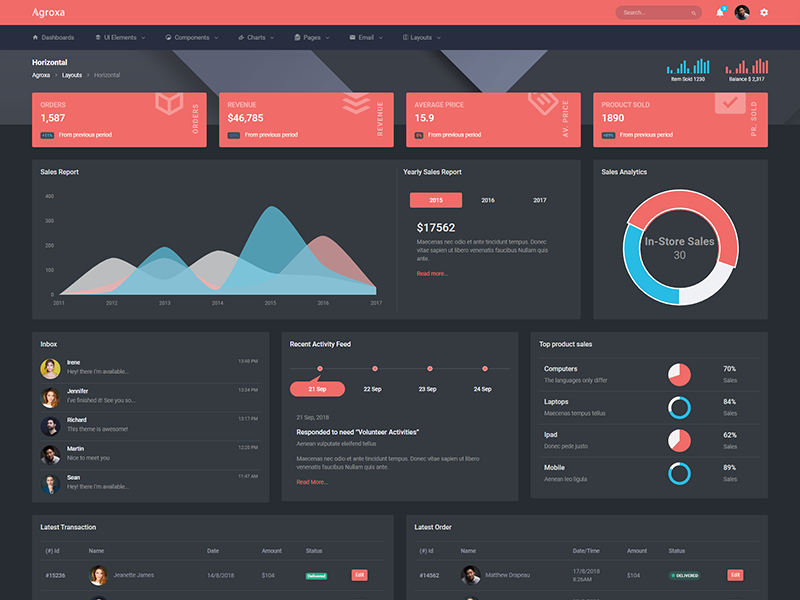 Agroxa
Search...
Dashboards
UI Elements
Components
Charts
Pages
Email
Layouts
Horizontal
Agroxa > Layouts > Horizontal
Item Sold 1230
Balance $ 2,317
ORDERS
1,587
+11%
From previous period
ORDERS
REVENUE
$46,785
From previous period
REVENUE
AVERAGE PRICE
15.9
0%
From previous period
AV. PRICE
PRODUCT SOLD
1890
+89%
From previous period
PR. SOLD
Sales Report
400
300
200
100
0
2011 2012 2013 2014 2015 2016 2017
Yearly Sales Report
2015 2016 2017
$17562
Maecenas nec odio et ante tincidunt tempus. Donec
vitae sapien ut libero venenatis faucibus Nullam quis
ante.
Read more...
Sales Analytics
In-Store Sales
30
Inbox
Irene
13:40 PM
Hey! there I'm available...
Jennifer
13:34 PM
I've finished it! See you so...
Richard
13:17 PM
This theme is awesome!
Martin
12:20 PM
Nice to meet you
Sean
11:47 AM
Hey! there I'm available...
Recent Activity Feed
21 Sep 22 Sep 23 Sep 24 Sep
21 Sep, 2018
Responded to need "Volunteer Activities"
Aenean vulputate eleifend tellus
Maecenas nec odio et ante tincidunt tempus. Donec vitae sapien ut libero
venenatis faucibus Nullam quis ante.
Read More...
Top product sales
Computers
The languages only differ
70%
Sales
Laptops
Maecenas tempus tellus
84%
Sales
Ipad
Donec pede justo
62%
Sales
Mobile
Aenean leo ligula
89%
Sales
Latest Transaction
(#) Id Name Date Amount Status
#15236 Jeanette James 14/8/2018 $104 Delivered Edit
Latest Order
(#) Id Name Date/Time Amount Status
#14562 Matthew Drapeau 17/8/2018 8:26AM $104 DELIVERED Edit